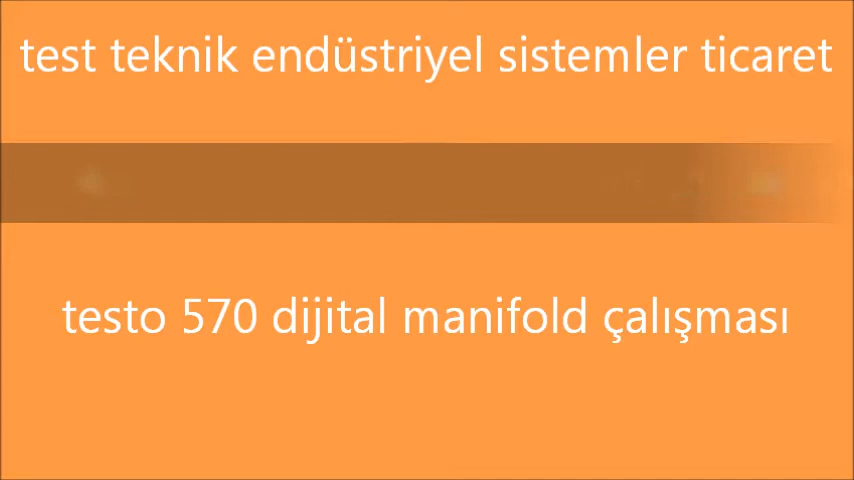 test teknik endüstriyel sistemler ticaret
testo 570 dijital manifold çalışması